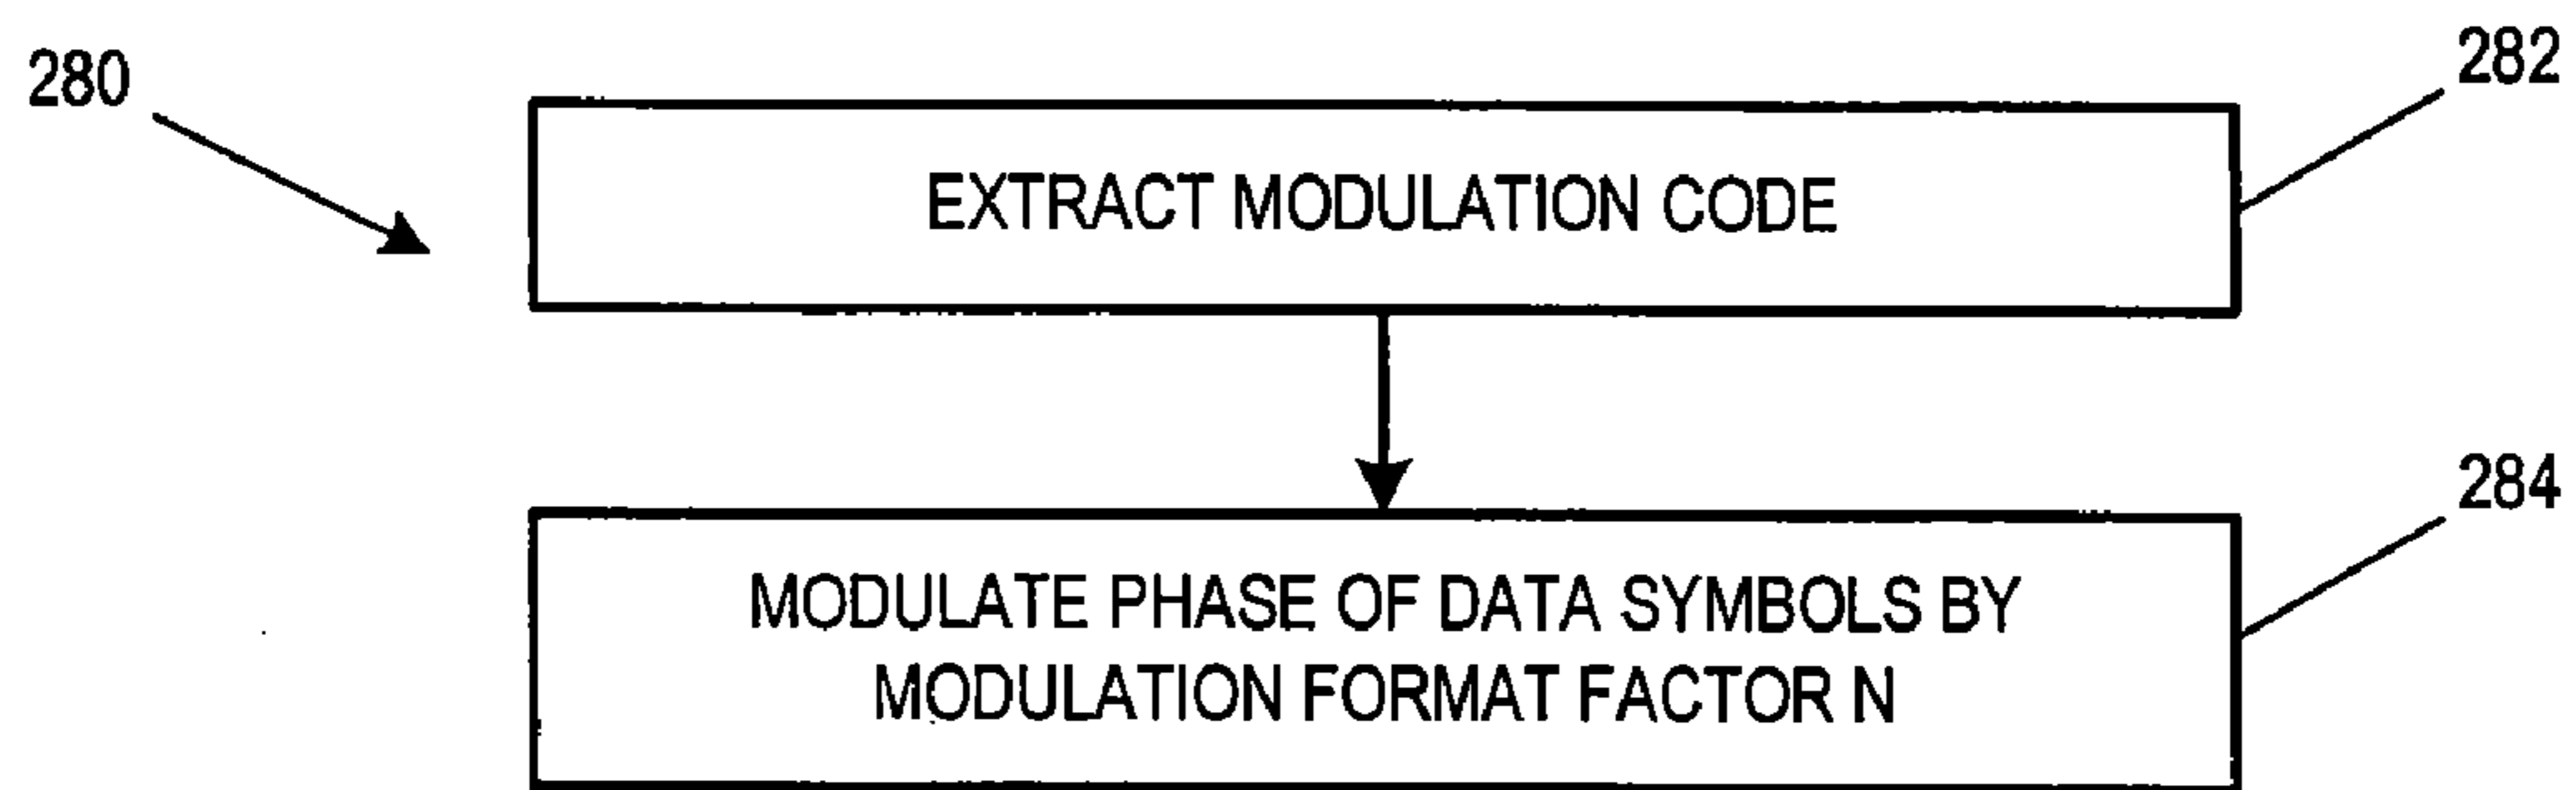 280
282
EXTRACT MODULATION CODE
284
MODULATE PHASE OF DATA SYMBOLS BY
MODULATION FORMAT FACTOR N